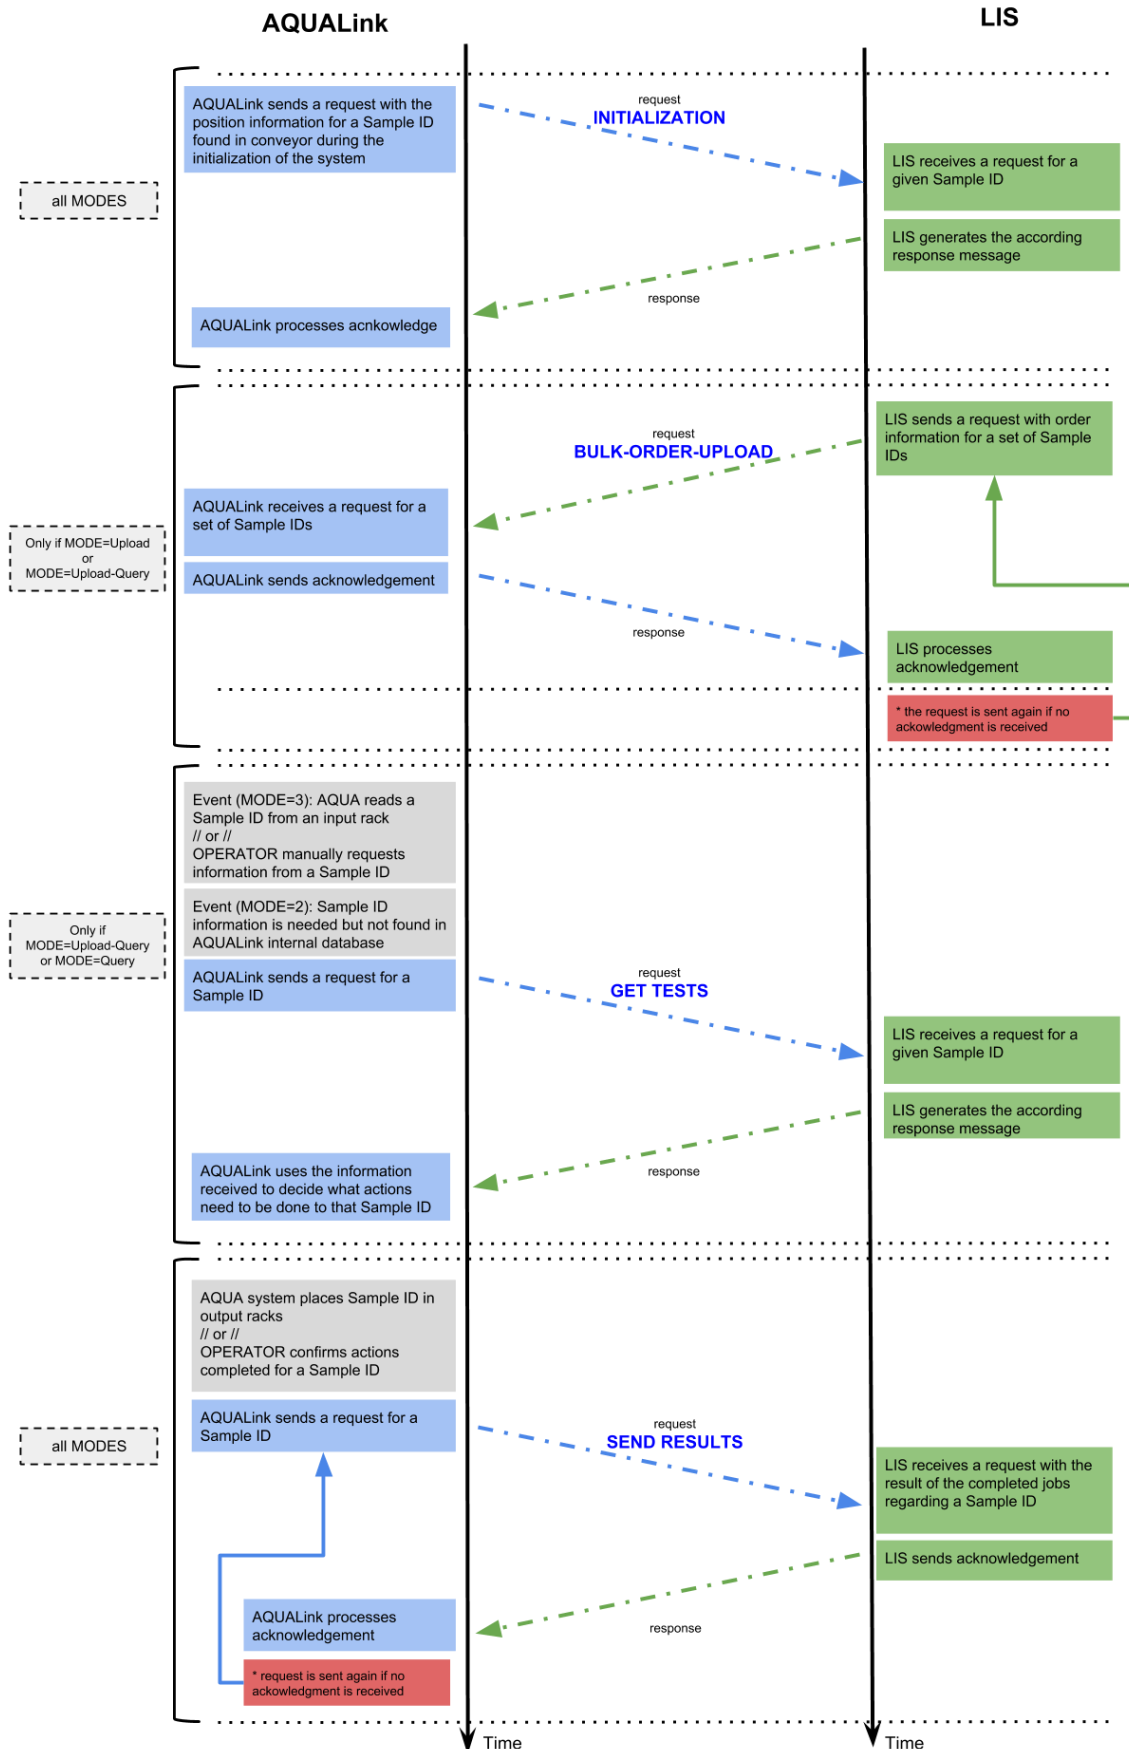 AQUALink
LIS
AQUALink sends a request with the
position information for a Sample ID
found in conveyor during the
initialization of the system
request
INITIALIZATION
LIS receives a request for a
given Sample ID
all MODES
LIS generates the according
response message
response
AQUALink processes acnkowledge
LIS sends a request with order
information for a set of Sample
IDs
request
BULK-ORDER-UPLOAD
AQUALink receives a request for a
set of Sample IDs
Only if MODE=Upload
or
MODE=Upload-Query
AQUALink sends acknowledgement
response
LIS processes
acknowledgement
* the request is sent again if no
ackowledgment is received
Event (MODE=3): AQUA reads a
Sample ID from an input rack
// or //
OPERATOR manually requests
information from a Sample ID
Event (MODE=2): Sample ID
information is needed but not found in
AQUALink internal database
Only if
MODE=Upload-Query
or MODE=Query
AQUALink sends a request for a
Sample ID
request
GET TESTS
LIS receives a request for a
given Sample ID
LIS generates the according
response message
response
AQUALink uses the information
received to decide what actions
need to be done to that Sample ID
AQUA system places Sample ID in
output racks
// or //
OPERATOR confirms actions
completed for a Sample ID
AQUALink sends a request for a
Sample ID
request
SEND RESULTS
all MODES
LIS receives a request with the
result of the completed jobs
regarding a Sample ID
LIS sends acknowledgement
AQUALink processes
acknowledgement
response
* request is sent again if no
ackowledgment is received
Time
Time